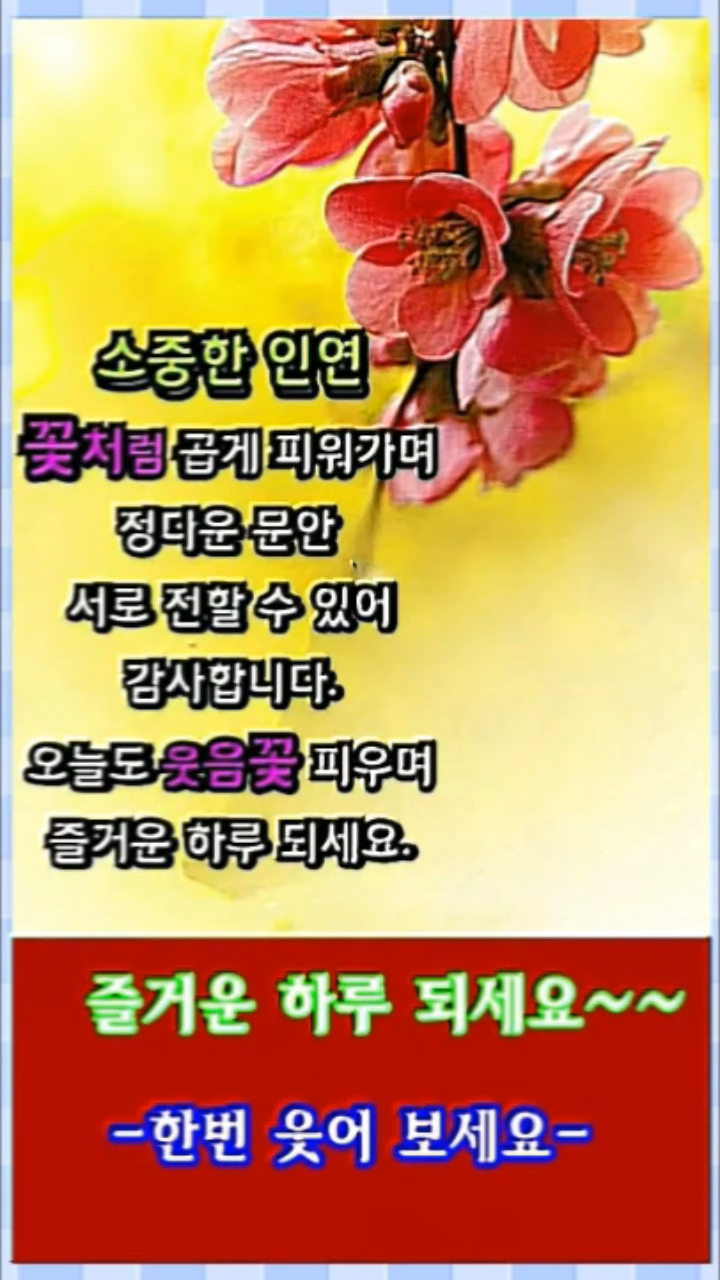 소중한 인연
꽃처럼 곱게 피워가며
정다운 문안
서로 전할 수 있어
감사합니다.
오늘도 웃음꽃 피우며
즐거운 하루 되세요.
즐거운 하루 되세요~~
-한번 웃어 보세요-